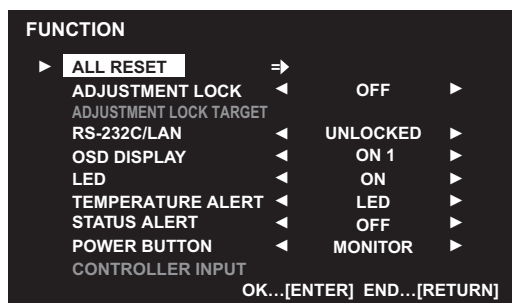 FUNCTION
ALL RESET
ADJUSTMENT LOCK OFF
ADJUSTMENT LOCK TARGET
RS-232C/LAN UNLOCKED
OSD DISPLAY ON 1
LED ON
TEMPERATURE ALERT LED
STATUS ALERT OFF
POWER BUTTON MONITOR
CONTROLLER INPUT
OK...[ENTER] END...[RETURN]